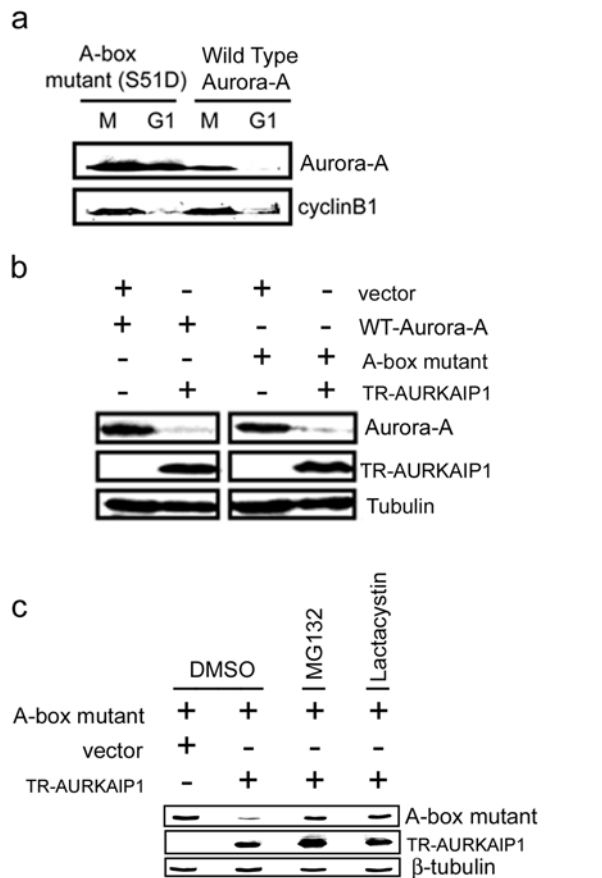 a
A-box mutant (S51D)
Wild Type Aurora-A
M G1 M G1
Aurora-A
cyclinB1
b
+ - + - vector
+ + - - WT-Aurora-A
- - + + A-box mutant
- + - + TR-AURKAIP1
Aurora-A
TR-AURKAIP1
Tubulin
c
DMSO
MG132
Lactacystin
A-box mutant + + + +
vector + - - -
TR-AURKAIP1 - + + +
A-box mutant
TR-AURKAIP1
β-tubulin